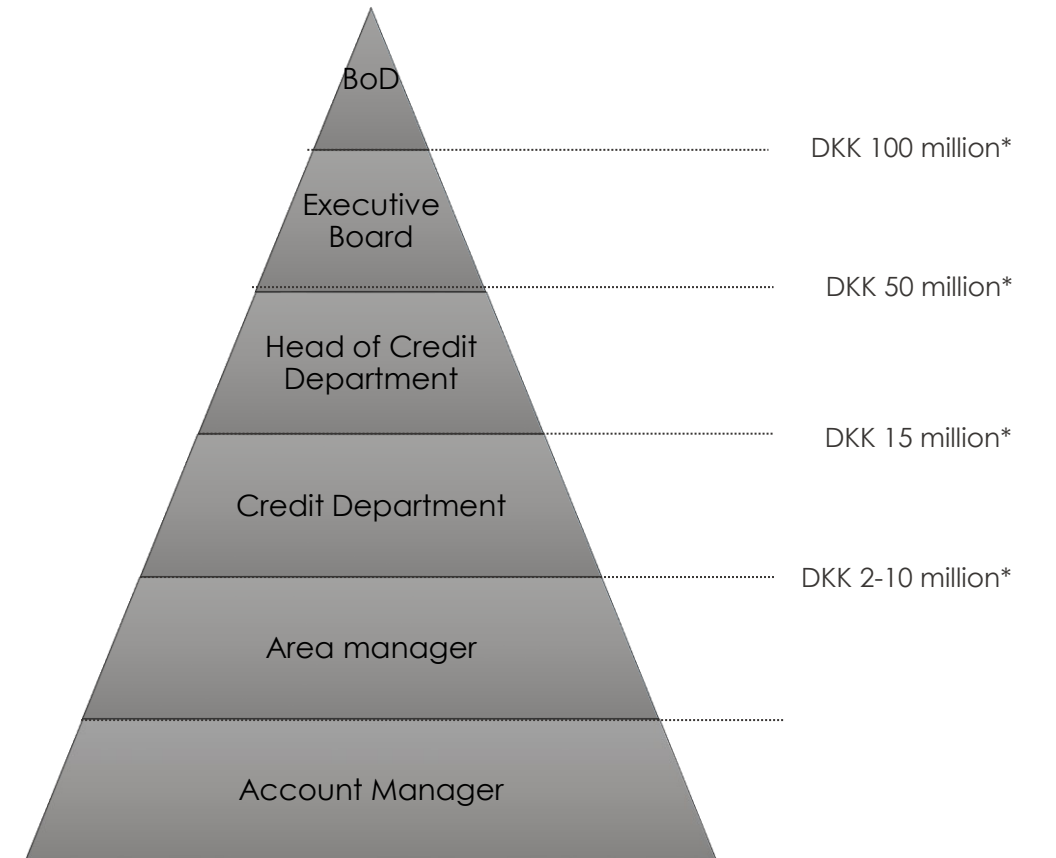 BoD
DKK 100 million*
Executive
Board
DKK 50 million*
Head of Credit
Department
DKK 15 million*
Credit Department
DKK 2-10 million*
Area manager
Account Manager